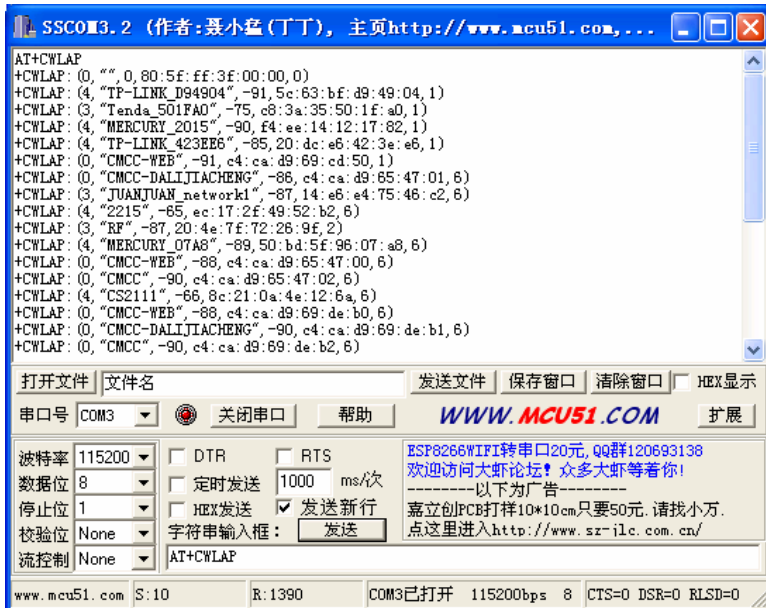 SSCOM3.2 (作者:聂小猛(丁丁), 主页http://www.mcu51.com,...
AT+CWLAP
+CWLAP: (0, "", 0, 80:5f:ff:3f:00:00, 0)
+CWLAP: (4, "TP-LINK_D94904", -91, 5c:63:bf:d9:49:04, 1)
+CWLAP: (3, "Tenda_501FA0", -75, c8:3a:35:50:1f:a0, 1)
+CWLAP: (4, "MERCURY_2015", -90, f4:ee:14:12:17:82, 1)
+CWLAP: (4, "TP-LINK_423EE6", -85, 20:dc:e6:42:3e:e6, 1)
+CWLAP: (0, "CMCC-WEB", -91, c4:ca:d9:69:cd:50, 1)
+CWLAP: (0, "CMCC-DALIJIACHENG", -86, c4:ca:d9:65:47:01, 6)
+CWLAP: (3, "JUANJUAN_network1", -87, 14:e6:e4:75:46:c2, 6)
+CWLAP: (4, "2215", -65, ec:17:2f:49:52:b2, 6)
+CWLAP: (3, "RF", -87, 20:4e:7f:72:26:9f, 2)
+CWLAP: (4, "MERCURY_07A8", -89, 50:bd:5f:96:07:a8, 6)
+CWLAP: (0, "CMCC-WEB", -88, c4:ca:d9:65:47:00, 6)
+CWLAP: (0, "CMCC", -90, c4:ca:d9:65:47:02, 6)
+CWLAP: (4, "CS2111", -66, 8c:21:0a:4e:12:6a, 6)
+CWLAP: (0, "CMCC-WEB", -88, c4:ca:d9:69:de:b0, 6)
+CWLAP: (0, "CMCC-DALIJIACHENG", -90, c4:ca:d9:69:de:b1, 6)
+CWLAP: (0, "CMCC", -90, c4:ca:d9:69:de:b2, 6)
打开文件 文件名 发送文件 保存窗口 清除窗口 HEX显示
串口号 COM3 关闭串口 帮助 WWW.MCU51.COM 扩展
波特率 115200 DTR RTS
数据位 8 定时发送 1000 ms/次
停止位 1 HEX发送 发送新行
校验位 None 字符串输入框: 发送
流控制 None AT+CWLAP
ESP8266WIFI转串口20元,QQ群120693138
欢迎访问大虾论坛!众多大虾等着你!
--------以下为广告--------
嘉立创PCB打样10*10cm只要50元.请找小万.
点这里进入http://www.sz-jlc.com.cn/
www.mcu51.com S:10 R:1390 COM3已打开 115200bps 8 CTS=0 DSR=0 RLSD=0